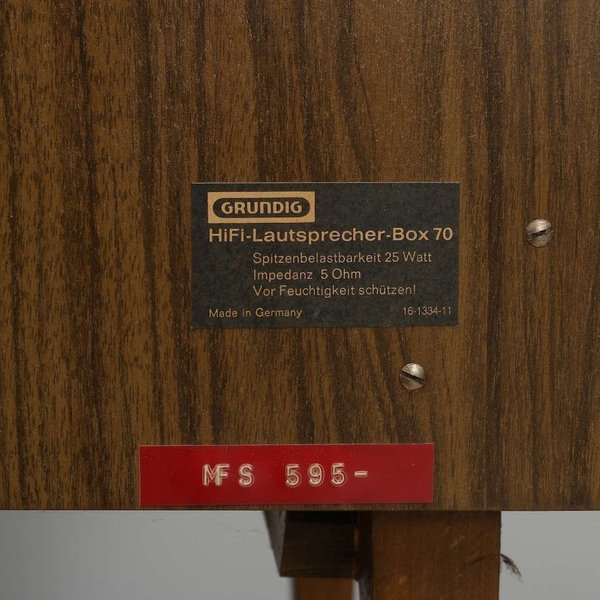 GRUNDIG
HiFi-Lautsprecher-Box 70
Spitzenbelastbarkeit 25 Watt
Impedanz 5 Ohm
Vor Feuchtigkeit schützen!
Made in Germany 16-1334-11
MFS 595-